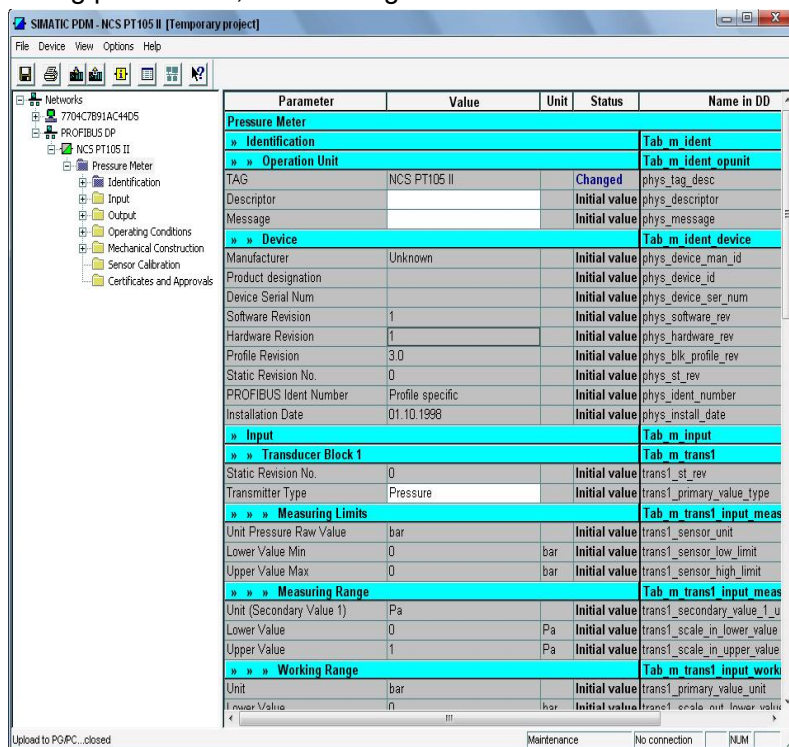 SIMATIC PDM - NCS PT105 II [Temporary project]
File Device View Options Help
Networks
7704C7B91AC44D5
PROFIBUS DP
NCS PT105 II
Pressure Meter
Identification
Input
Output
Operating Conditions
Mechanical Construction
Sensor Calibration
Certificates and Approvals
Parameter Value Unit Status Name in DD
Pressure Meter
» Identification Tab_m_ident
» » Operation Unit Tab_m_ident_opunit
TAG NCS PT105 II Changed phys_tag_desc
Descriptor Initial value phys_descriptor
Message Initial value phys_message
» » Device Tab_m_ident_device
Manufacturer Unknown Initial value phys_device_man_id
Product designation Initial value phys_device_id
Device Serial Num Initial value phys_device_ser_num
Software Revision 1 Initial value phys_software_rev
Hardware Revision 1 Initial value phys_hardware_rev
Profile Revision 3.0 Initial value phys_blk_profile_rev
Static Revision No. 0 Initial value phys_st_rev
PROFIBUS Ident Number Profile specific Initial value phys_ident_number
Installation Date 01.10.1998 Initial value phys_install_date
» Input Tab_m_input
» » Transducer Block 1 Tab_m_trans1
Static Revision No. 0 Initial value trans1_st_rev
Transmitter Type Pressure Initial value trans1_primary_value_type
» » » Measuring Limits Tab_m_trans1_input_meas
Unit Pressure Raw Value bar Initial value trans1_sensor_unit
Lower Value Min 0 bar Initial value trans1_sensor_low_limit
Upper Value Max 0 bar Initial value trans1_sensor_high_limit
» » » Measuring Range Tab_m_trans1_input_meas
Unit (Secondary Value 1) Pa Initial value trans1_secondary_value_1_u
Lower Value 0 Pa Initial value trans1_scale_in_lower_value
Upper Value 1 Pa Initial value trans1_scale_in_upper_value
» » » Working Range Tab_m_trans1_input_work
Unit bar Initial value trans1_primary_value_unit
Lower Value 0 bar Initial value trans1_scale_out_lower_value
Upload to PG/PC...closed Maintenance No connection NUM